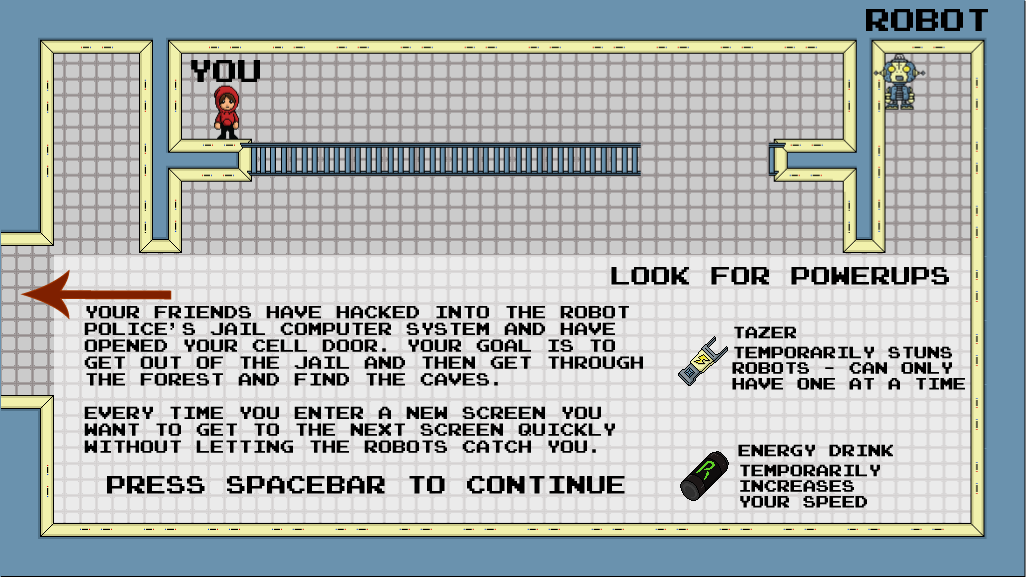 ROBOT
YOU
LOOK FOR POWERUPS
YOUR FRIENDS HAVE HACKED INTO THE ROBOT
POLICE'S JAIL COMPUTER SYSTEM AND HAVE
OPENED YOUR CELL DOOR. YOUR GOAL IS TO
GET OUT OF THE JAIL AND THEN GET THROUGH
THE FOREST AND FIND THE CAVES.
EVERY TIME YOU ENTER A NEW SCREEN YOU
WANT TO GET TO THE NEXT SCREEN QUICKLY
WITHOUT LETTING THE ROBOTS CATCH YOU.
PRESS SPACEBAR TO CONTINUE
TAZER
TEMPORARILY STUNS
ROBOTS - CAN ONLY
HAVE ONE AT A TIME
ENERGY DRINK
TEMPORARILY
INCREASES
YOUR SPEED